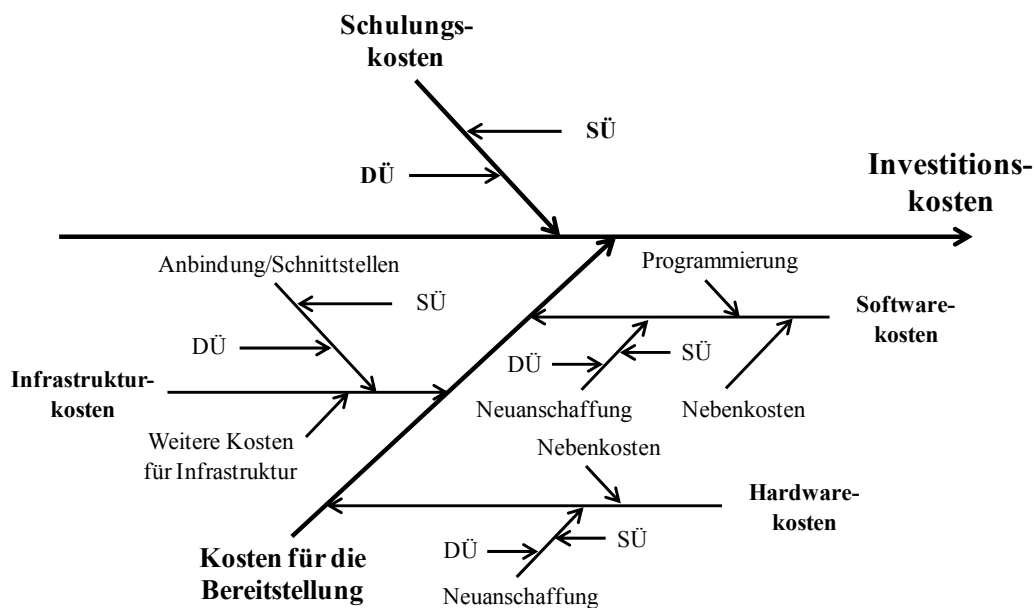 Schulungs-
kosten
SÜ
DÜ
Investitions-
kosten
Anbindung/Schnittstellen
SÜ
DÜ
Infrastruktur-
kosten
Weitere Kosten
für Infrastruktur
Programmierung
Software-
kosten
DÜ
SÜ
Neuanschaffung
Nebenkosten
Nebenkosten
Hardware-
kosten
DÜ
SÜ
Neuanschaffung
Kosten für die
Bereitstellung